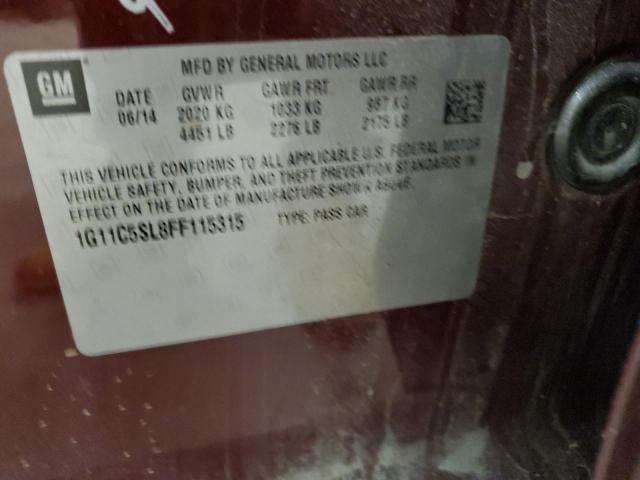 GM
MFD BY GENERAL MOTORS LLC
DATE GVWR GAWR FRT. GAWR RR
06/14 2020 KG 1033 KG 987 KG
4451 LB 2276 LB 2175 LB
THIS VEHICLE CONFORMS TO ALL APPLICABLE U.S. FEDERAL MOTOR
VEHICLE SAFETY, BUMPER, AND THEFT PREVENTION STANDARDS IN
EFFECT ON THE DATE OF MANUFACTURE SHOWN ABOVE.
1G11C5SL8FF115315 TYPE: PASS CAR